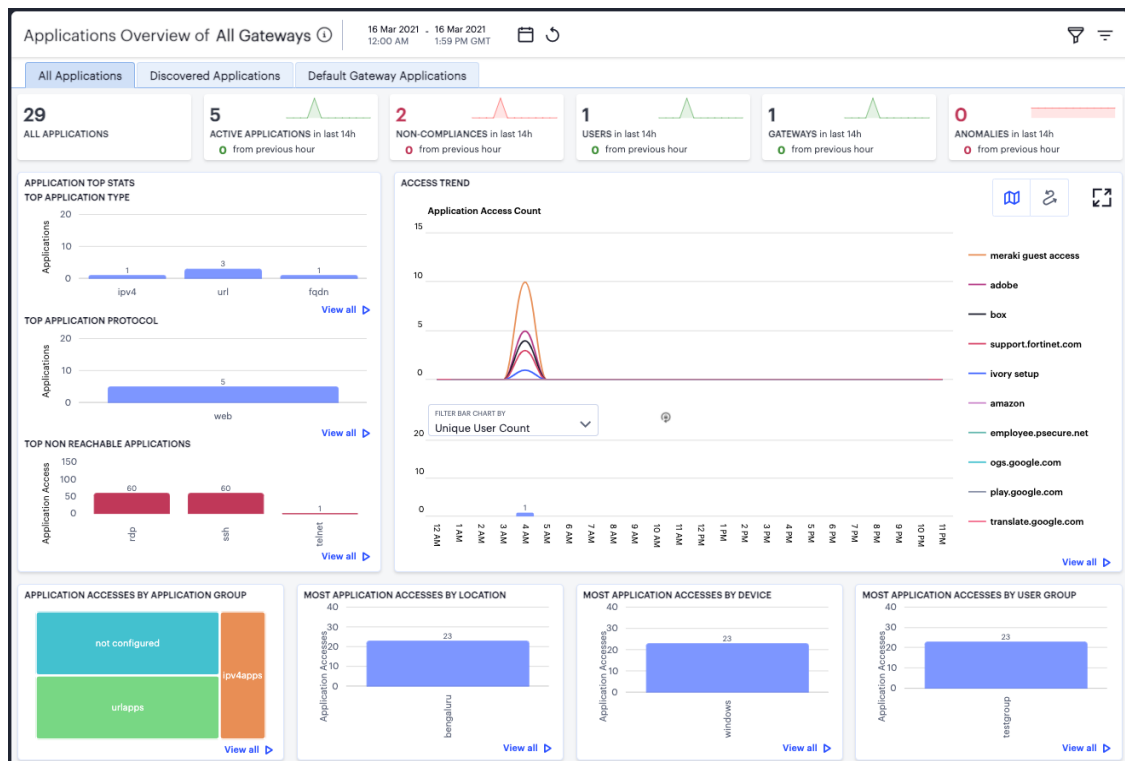 Applications Overview of All Gateways
16 Mar 2021 - 16 Mar 2021
12:00 AM 1:59 PM GMT
All Applications
Discovered Applications
Default Gateway Applications
29
ALL APPLICATIONS
5
ACTIVE APPLICATIONS in last 14h
0 from previous hour
2
NON-COMPLIANCES in last 14h
0 from previous hour
1
USERS in last 14h
0 from previous hour
1
GATEWAYS in last 14h
0 from previous hour
0
ANOMALIES in last 14h
0 from previous hour
APPLICATION TOP STATS
TOP APPLICATION TYPE
Applications
20
10
0
1
3
1
ipv4
url
fqdn
View all
TOP APPLICATION PROTOCOL
Applications
20
10
0
5
web
View all
TOP NON REACHABLE APPLICATIONS
Application Access
150
100
50
0
60
60
1
rdp
ssh
telnet
View all
ACCESS TREND
Application Access Count
15
10
5
0
meraki guest access
adobe
box
support.fortinet.com
ivory setup
amazon
employee.psecure.net
ogs.google.com
play.google.com
translate.google.com
FILTER BAR CHART BY
Unique User Count
20
10
0
1
12 AM
1 AM
2 AM
3 AM
4 AM
5 AM
6 AM
7 AM
8 AM
9 AM
10 AM
11 AM
12 PM
1 PM
2 PM
3 PM
4 PM
5 PM
6 PM
7 PM
8 PM
9 PM
10 PM
11 PM
View all
APPLICATION ACCESSES BY APPLICATION GROUP
not configured
urlapps
ipv4apps
View all
MOST APPLICATION ACCESSES BY LOCATION
Application Accesses
40
30
20
10
0
23
bengaluru
View all
MOST APPLICATION ACCESSES BY DEVICE
Application Accesses
40
30
20
10
0
23
windows
View all
MOST APPLICATION ACCESSES BY USER GROUP
Application Accesses
40
30
20
10
0
23
testgroup
View all